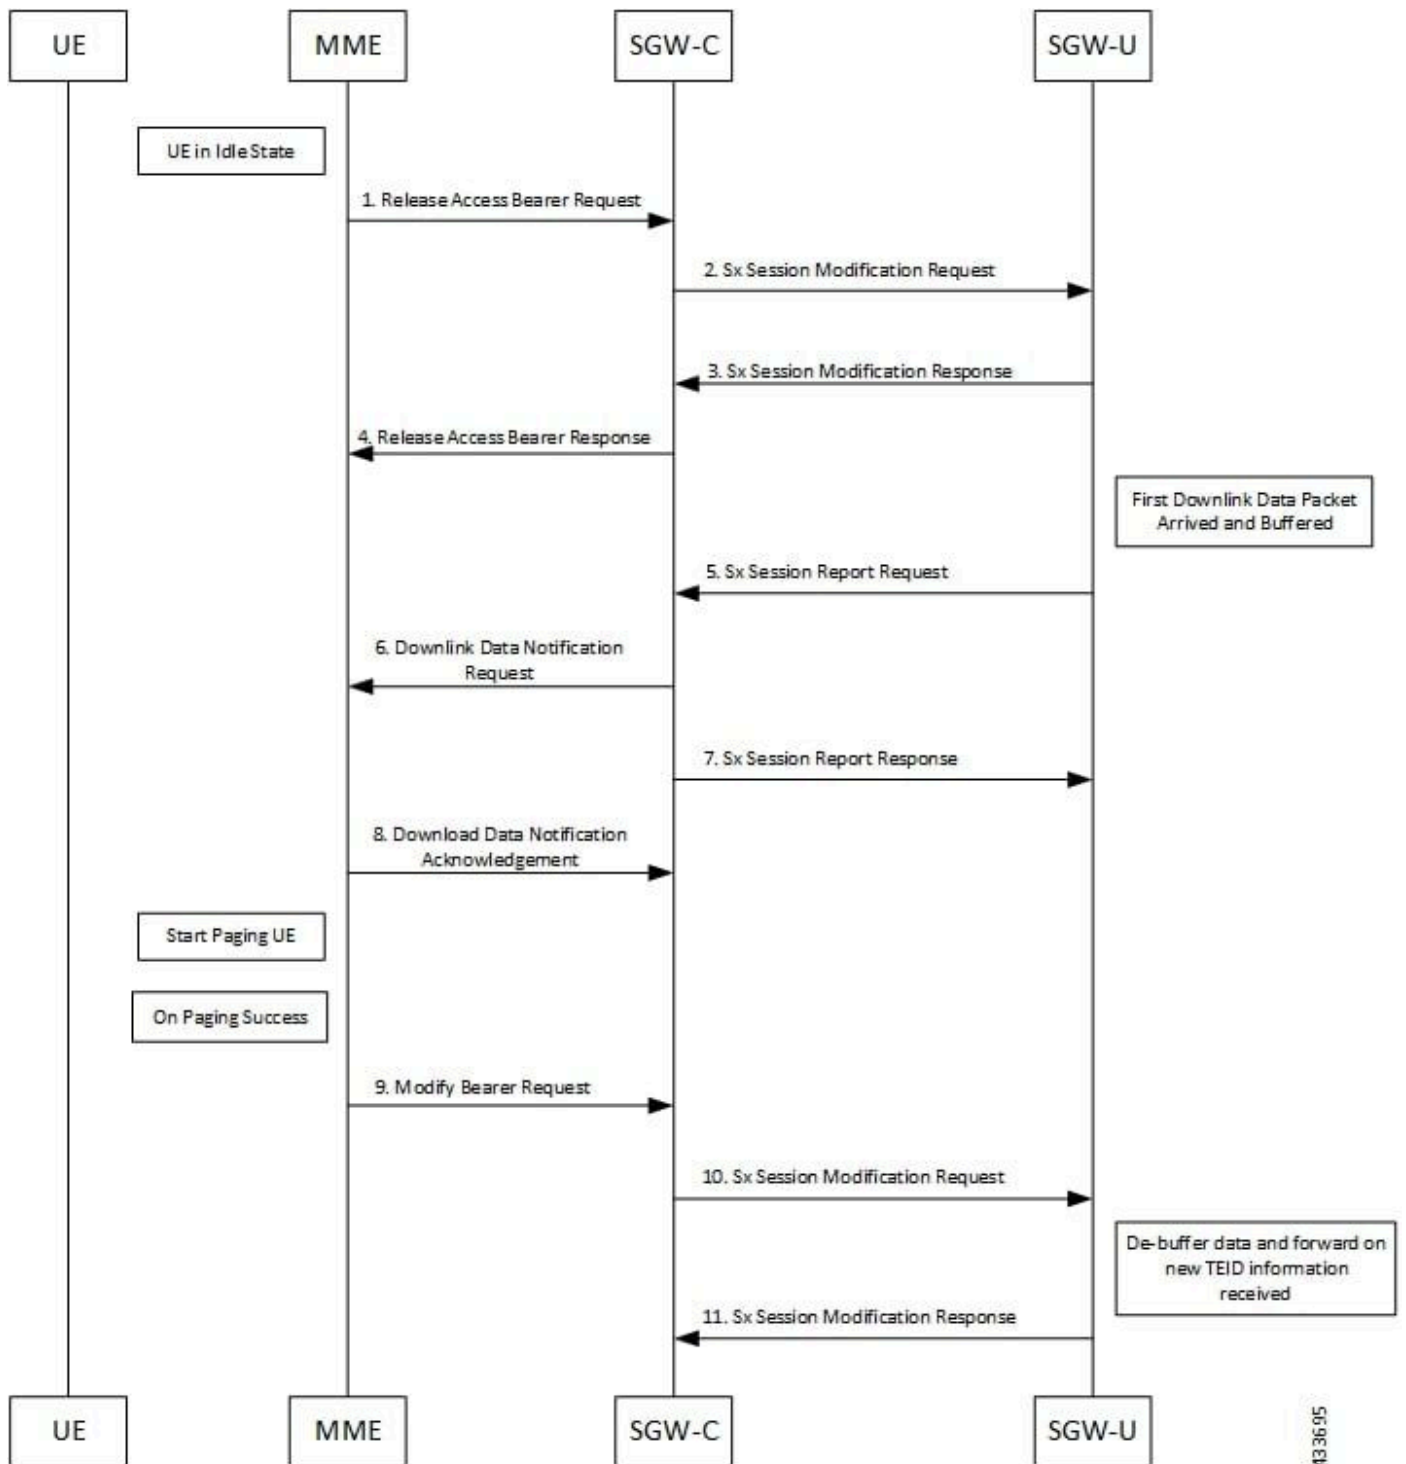 UE
MME
SGW-C
SGW-U
UE in Idle State
1. Release Access Bearer Request
2. Sx Session Modification Request
3. Sx Session Modification Response
4. Release Access Bearer Response
First Downlink Data Packet
Arrived and Buffered
5. Sx Session Report Request
6. Downlink Data Notification
Request
7. Sx Session Report Response
8. Download Data Notification
Acknowledgement
Start Paging UE
On Paging Success
9. Modify Bearer Request
10. Sx Session Modification Request
De-buffer data and forward on
new TEID information
received
11. Sx Session Modification Response
UE
MME
SGW-C
SGW-U
433695